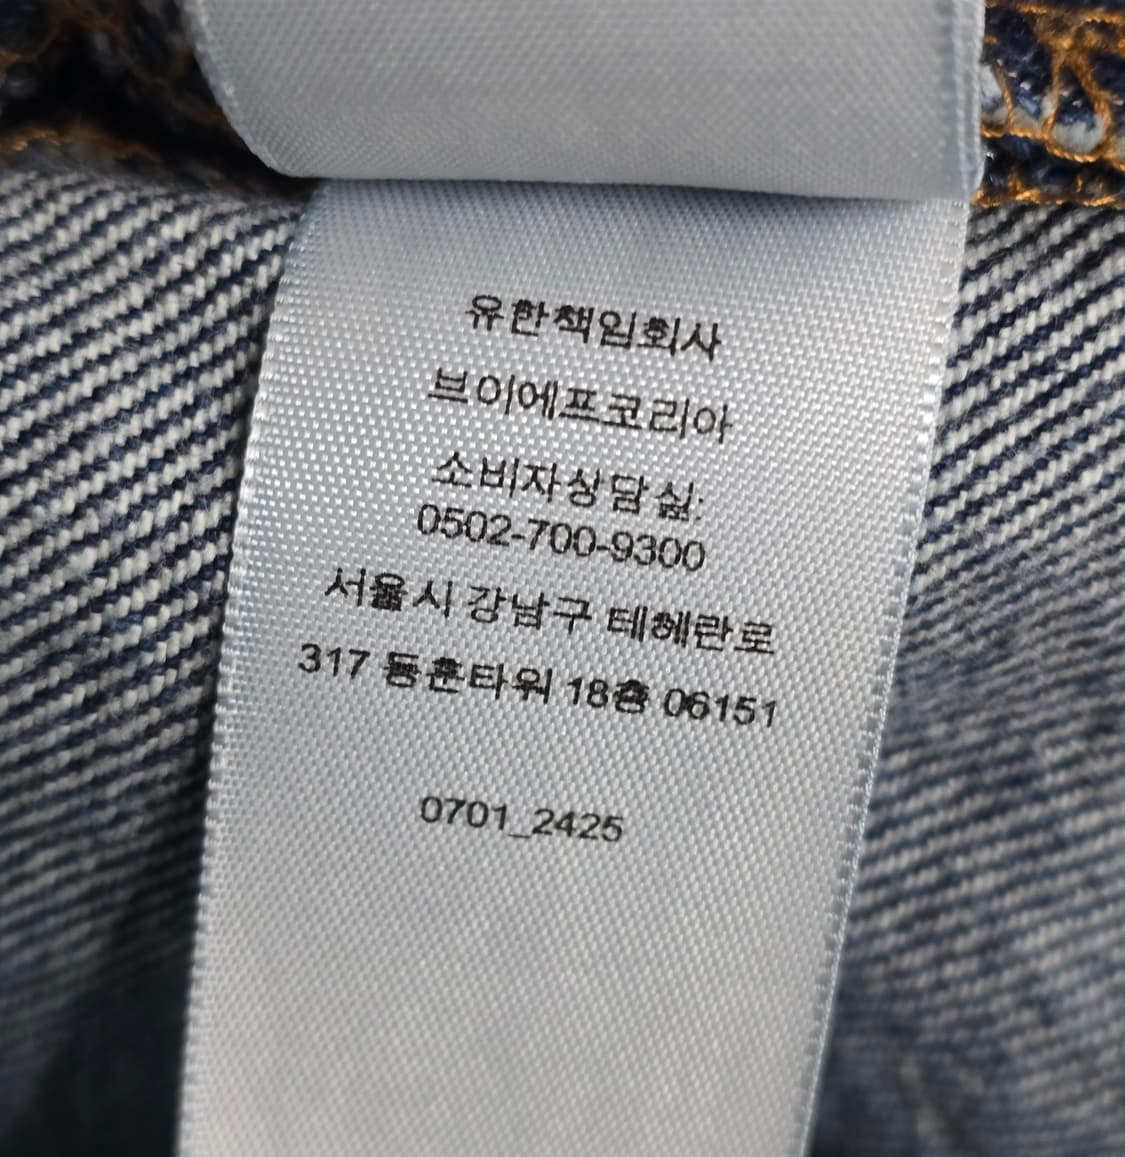 유한책임회사
브이에프코리아
소비자상담실:
0502-700-9300
서울시 강남구 테헤란로
317 동훈타워 18층 06151
0701_2425